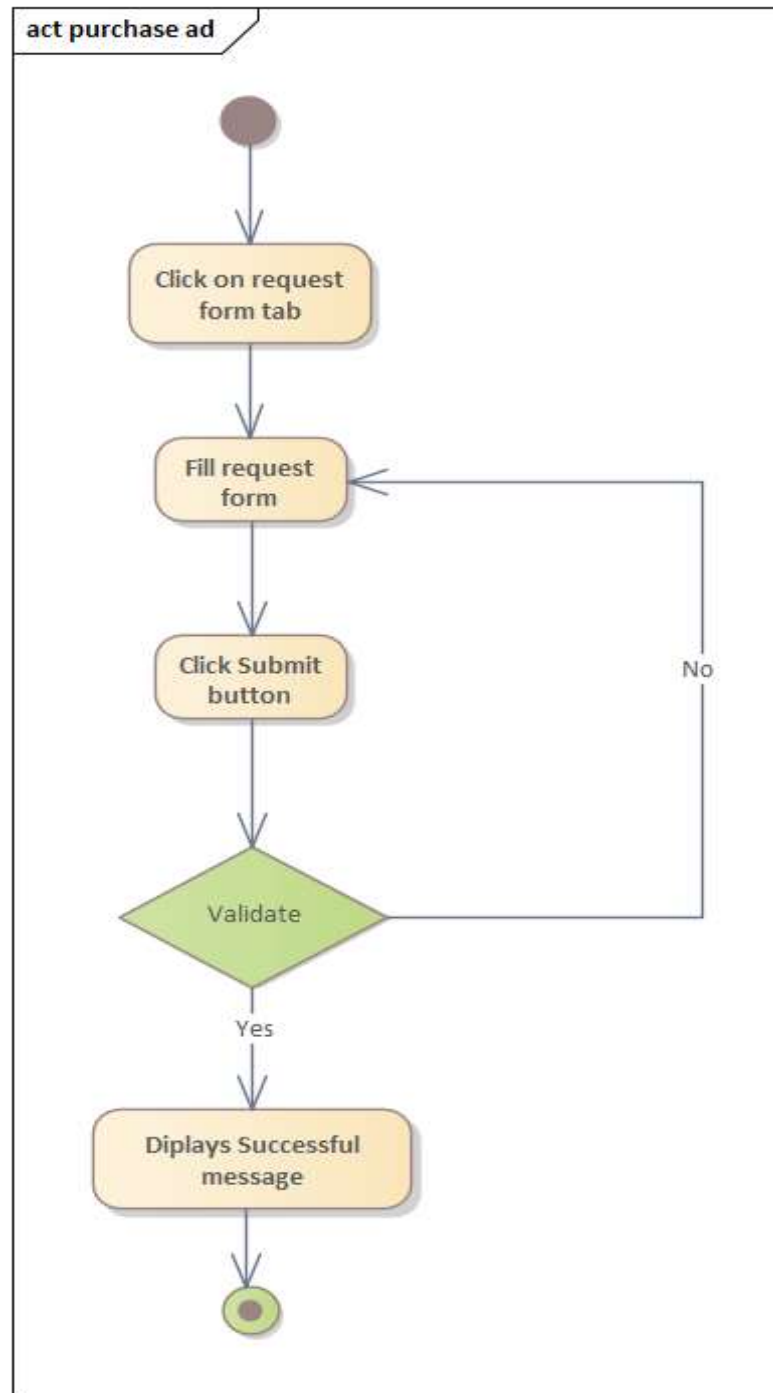 act purchase ad
Click on request
form tab
Fill request
form
Click Submit
button
No
Validate
Yes
Diplays Successful
message